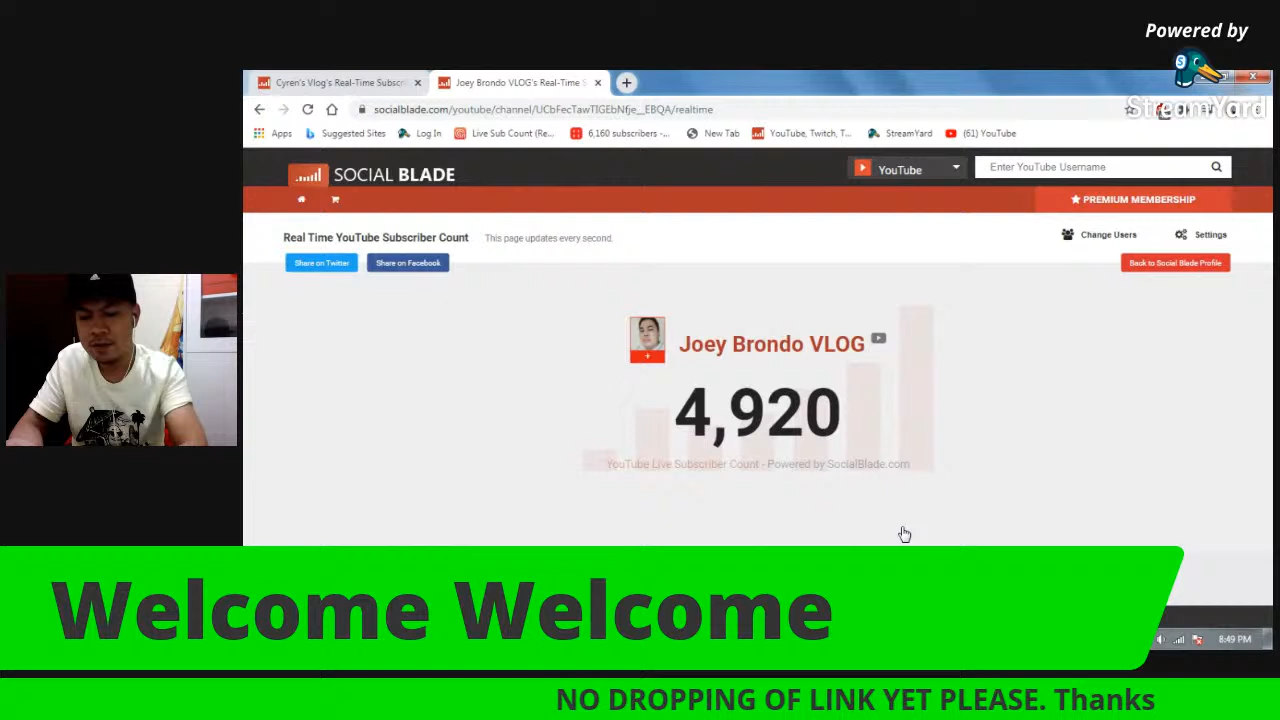 Powered by
StreamYard
Cyren's Vlog's Real-Time Subscri
Joey Brondo VLOG's Real-Time S
socialblade.com/youtube/channel/UCbFecTawTlGEbNfje__EBQA/realtime
Apps Suggested Sites Log In Live Sub Count (Re... 6,160 subscribers -... New Tab YouTube, Twitch, T... StreamYard (61) YouTube
SOCIAL BLADE
YouTube
Enter YouTube Username
PREMIUM MEMBERSHIP
Real Time YouTube Subscriber Count
This page updates every second.
Change Users
Settings
Share on Twitter
Share on Facebook
Back to Social Blade Profile
Joey Brondo VLOG
4,920
YouTube Live Subscriber Count - Powered by SocialBlade.com
Welcome Welcome
8:49 PM
NO DROPPING OF LINK YET PLEASE. Thanks